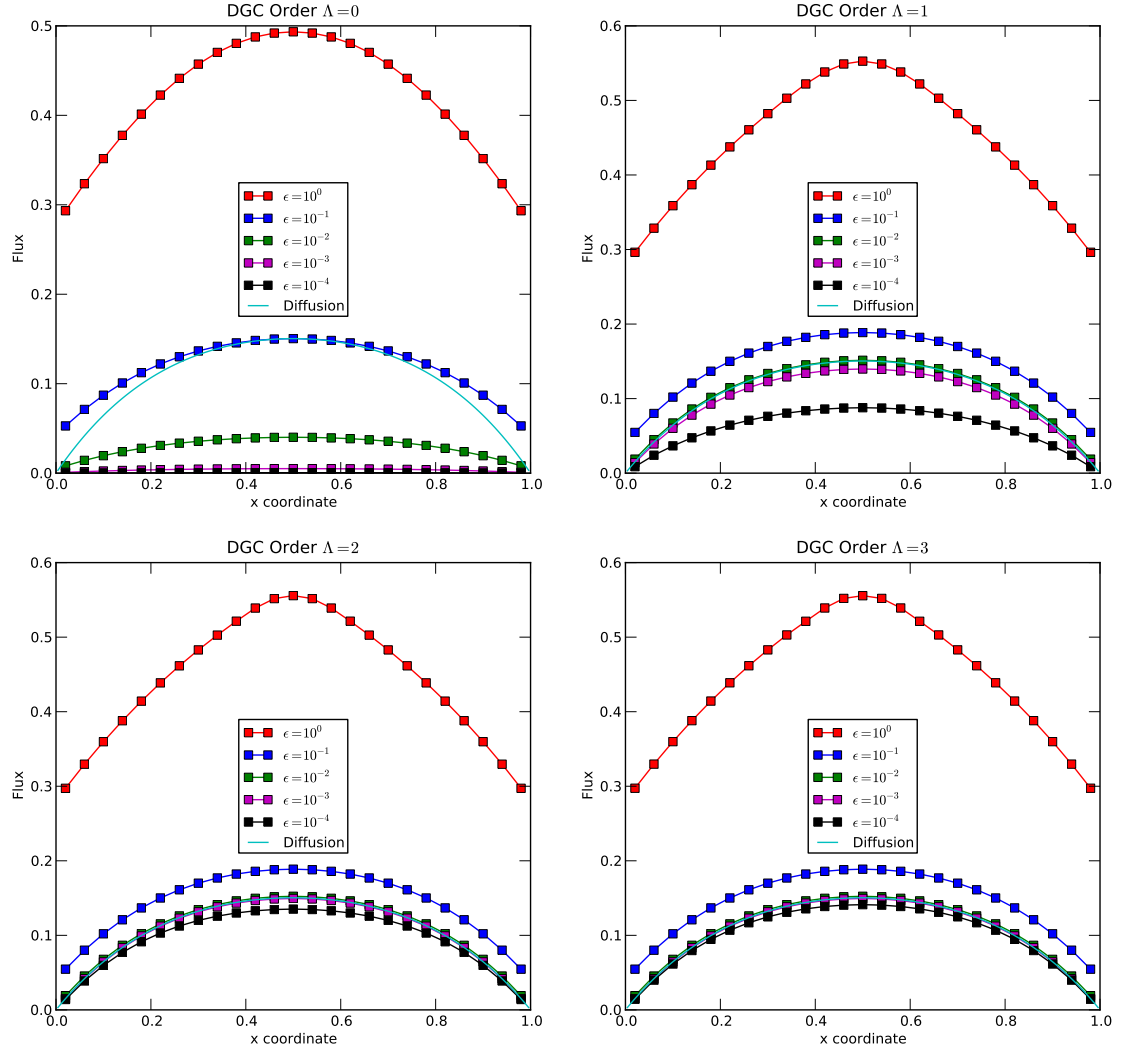 DGC Order Λ=0
0.5
0.4
0.3
0.2
0.1
0.0
Flux
ϵ=10⁰
ϵ=10⁻¹
ϵ=10⁻²
ϵ=10⁻³
ϵ=10⁻⁴
Diffusion
0.0 0.2 0.4 0.6 0.8 1.0
x coordinate
DGC Order Λ=1
0.6
0.5
0.4
0.3
0.2
0.1
0.0
Flux
ϵ=10⁰
ϵ=10⁻¹
ϵ=10⁻²
ϵ=10⁻³
ϵ=10⁻⁴
Diffusion
0.0 0.2 0.4 0.6 0.8 1.0
x coordinate
DGC Order Λ=2
0.6
0.5
0.4
0.3
0.2
0.1
0.0
Flux
ϵ=10⁰
ϵ=10⁻¹
ϵ=10⁻²
ϵ=10⁻³
ϵ=10⁻⁴
Diffusion
0.0 0.2 0.4 0.6 0.8 1.0
x coordinate
DGC Order Λ=3
0.6
0.5
0.4
0.3
0.2
0.1
0.0
Flux
ϵ=10⁰
ϵ=10⁻¹
ϵ=10⁻²
ϵ=10⁻³
ϵ=10⁻⁴
Diffusion
0.0 0.2 0.4 0.6 0.8 1.0
x coordinate